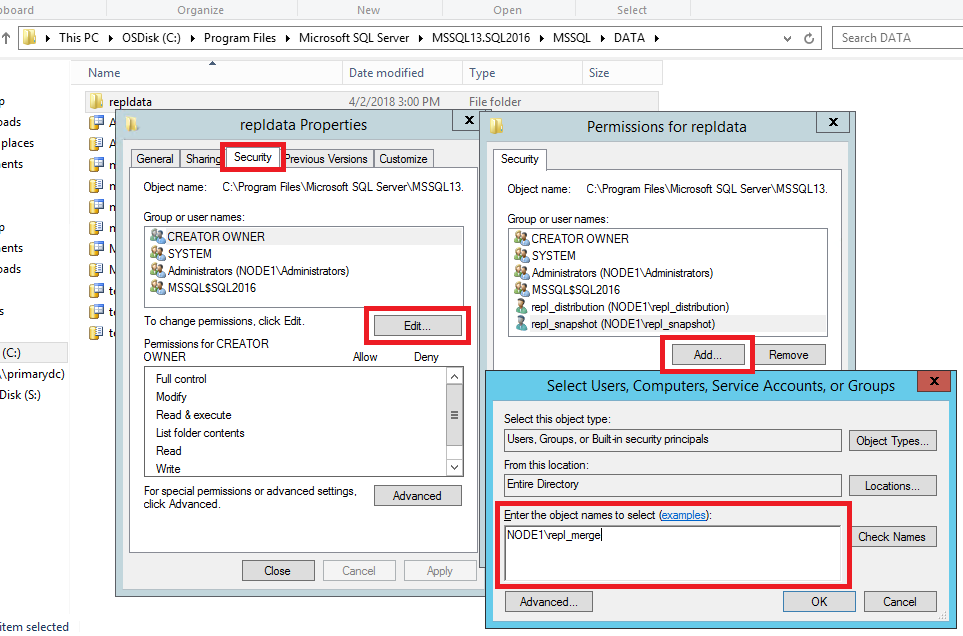 pboard Organize New Open Select
This PC OSDisk (C:) Program Files Microsoft SQL Server MSSQL13.SQL2016 MSSQL DATA Search DATA
Name Date modified Type Size
repldata 4/2/2018 3:00 PM File folder
oads
places
ments
ents
oads
(C:)
\primarydc)
Disk (S:)
item selected
repldata Properties
General Sharing Security Previous Versions Customize
Object name: C:\Program Files\Microsoft SQL Server\MSSQL13.
Group or user names:
CREATOR OWNER
SYSTEM
Administrators (NODE1\Administrators)
MSSQL$SQL2016
To change permissions, click Edit. Edit...
Permissions for CREATOR
OWNER Allow Deny
Full control
Modify
Read & execute
List folder contents
Read
Write
For special permissions or advanced settings,
click Advanced. Advanced
Close Cancel Apply
Permissions for repldata
Security
Object name: C:\Program Files\Microsoft SQL Server\MSSQL13.
Group or user names:
CREATOR OWNER
SYSTEM
Administrators (NODE1\Administrators)
MSSQL$SQL2016
repl_distribution (NODE1\repl_distribution)
repl_snapshot (NODE1\repl_snapshot)
Add... Remove
Select Users, Computers, Service Accounts, or Groups
Select this object type:
Users, Groups, or Built-in security principals Object Types...
From this location:
Entire Directory Locations...
Enter the object names to select (examples):
NODE1\repl_merge Check Names
Advanced... OK Cancel